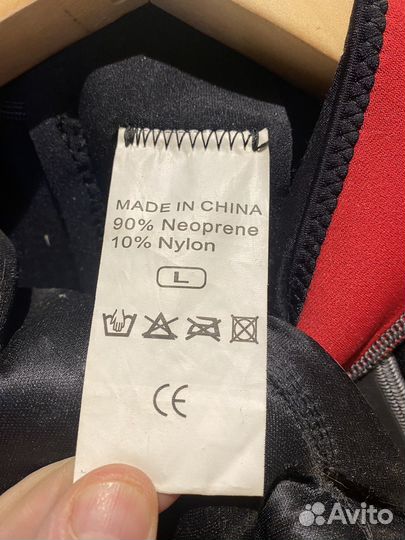 MADE IN CHINA
90% Neoprene
10% Nylon
L
CE
Avito